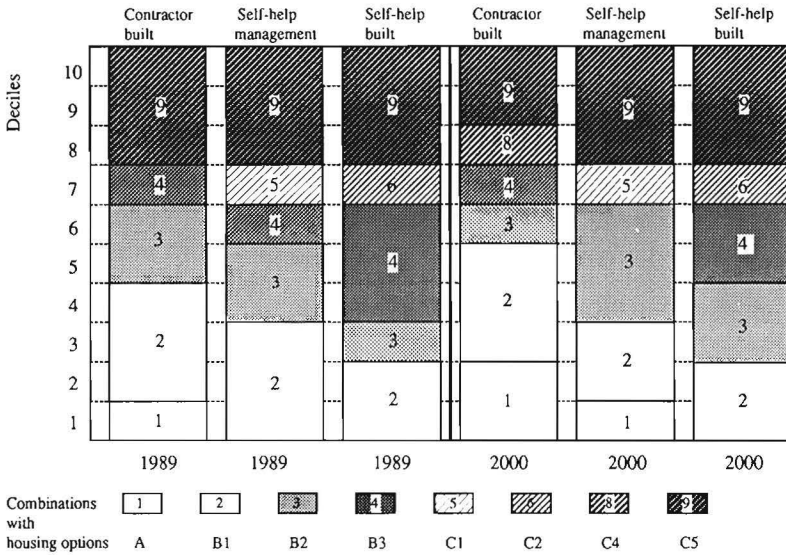 Contractor built Self-help management Self-help built Contractor built Self-help management Self-help built
Deciles
10
9
8
7
6
5
4
3
2
1
9 4 3 2 1
9 5 4 3 2
9 6 4 3 2
9 8 4 3 2 1
9 5 3 2 1
9 6 4 3 2
1989 1989 1989 2000 2000 2000
Combinations with housing options
1 2 3 4 5 6 8 9
A B1 B2 B3 C1 C2 C4 C5